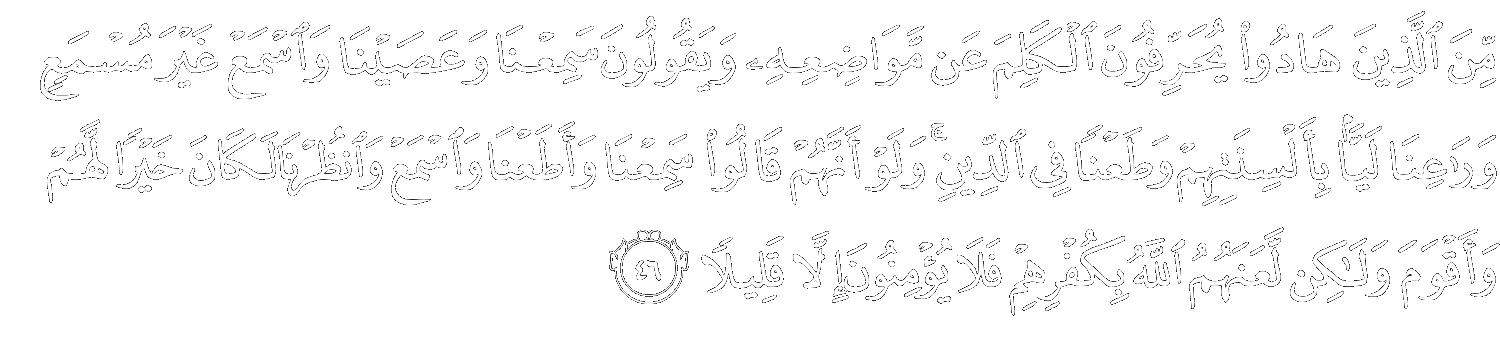 مِّنَ ٱلَّذِينَ هَادُوا۟ يُحَرِّفُونَ ٱلْكَلِمَ عَن مَّوَاضِعِهِۦ وَيَقُولُونَ سَمِعْنَا وَعَصَيْنَا وَٱسْمَعْ غَيْرَ مُسْمَعٍ
وَرَٰعِنَا لَيًّۢا بِأَلْسِنَتِهِمْ وَطَعْنًا فِى ٱلدِّينِ ۚ وَلَوْ أَنَّهُمْ قَالُوا۟ سَمِعْنَا وَأَطَعْنَا وَٱسْمَعْ وَٱنظُرْنَا لَكَانَ خَيْرًا لَّهُمْ
وَأَقْوَمَ وَلَـٰكِن لَّعَنَهُمُ ٱللَّهُ بِكُفْرِهِمْ فَلَا يُؤْمِنُونَ إِلَّا قَلِيلًا ٤٦